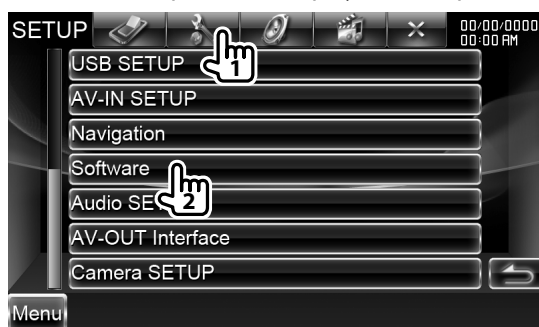 SETUP
00/00/0000
00:00 AM
1
USB SETUP
AV-IN SETUP
Navigation
Software
2
Audio SE
AV-OUT Interface
Camera SETUP
Menu